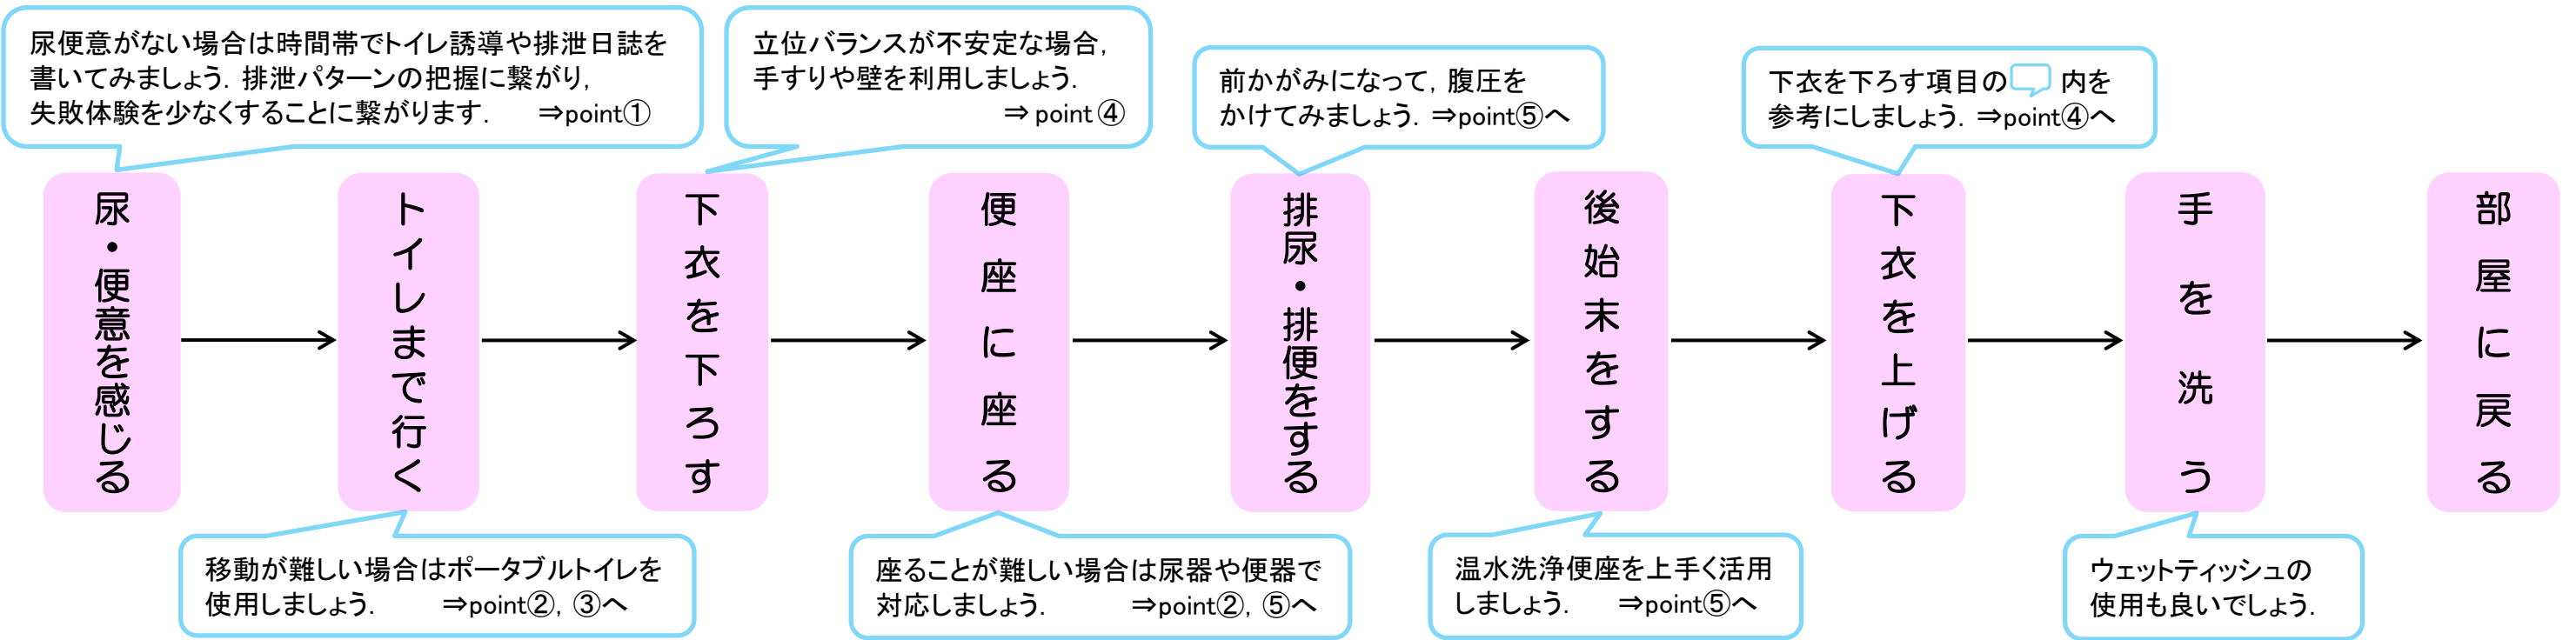 尿便意がない場合は時間帯でトイレ誘導や排泄日誌を
書いてみましょう．排泄パターンの把握に繋がり，
失敗体験を少なくすることに繋がります．　⇒point①
立位バランスが不安定な場合，
手すりや壁を利用しましょう．
⇒ point ④
前かがみになって，腹圧を
かけてみましょう．⇒point⑤へ
下衣を下ろす項目の　内を
参考にしましょう．⇒point④へ
尿・便意を感じる
トイレまで行く
下衣を下ろす
便座に座る
排尿・排便をする
後始末をする
下衣を上げる
手を洗う
部屋に戻る
移動が難しい場合はポータブルトイレを
使用しましょう．　⇒point②，③へ
座ることが難しい場合は尿器や便器で
対応しましょう．　⇒point②，⑤へ
温水洗浄便座を上手く活用
しましょう．　⇒point⑤へ
ウェットティッシュの
使用も良いでしょう．